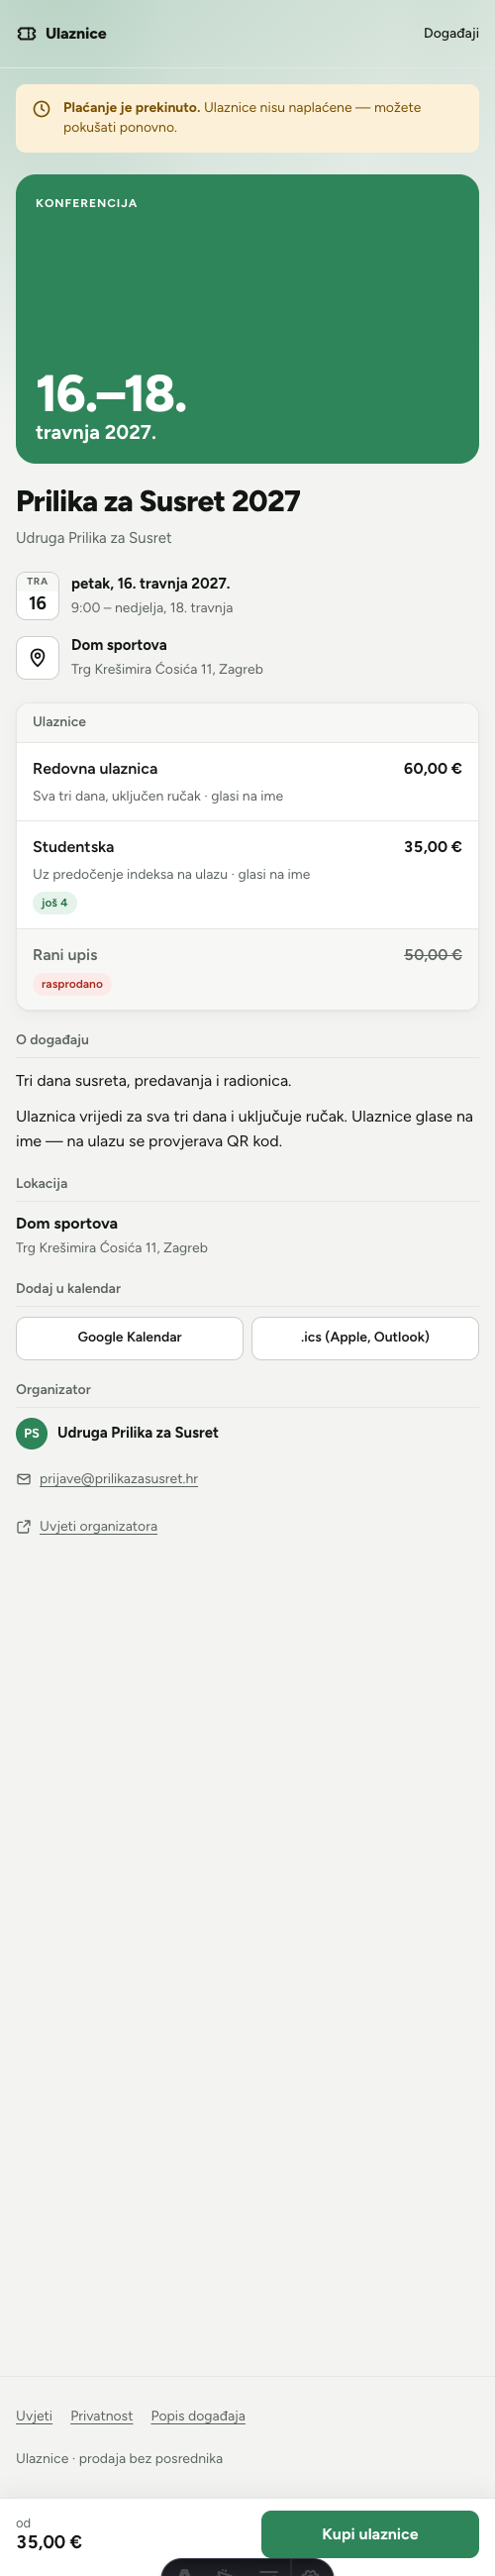 Ulaznice
Događaji
Plaćanje je prekinuto. Ulaznice nisu naplaćene — možete
pokušati ponovno.
KONFERENCIJA
16.–18.
travnja 2027.
Prilika za Susret 2027
Udruga Prilika za Susret
TRA
16
petak, 16. travnja 2027.
9:00 – nedjelja, 18. travnja
Dom sportova
Trg Krešimira Ćosića 11, Zagreb
Ulaznice
Redovna ulaznica 60,00 €
Sva tri dana, uključen ručak · glasi na ime
Studentska 35,00 €
Uz predočenje indeksa na ulazu · glasi na ime
još 4
Rani upis 50,00 €
rasprodano
O događaju
Tri dana susreta, predavanja i radionica.
Ulaznica vrijedi za sva tri dana i uključuje ručak. Ulaznice glase na
ime — na ulazu se provjerava QR kod.
Lokacija
Dom sportova
Trg Krešimira Ćosića 11, Zagreb
Dodaj u kalendar
Google Kalendar
.ics (Apple, Outlook)
Organizator
PS Udruga Prilika za Susret
prijave@prilikazasusret.hr
Uvjeti organizatora
Uvjeti Privatnost Popis događaja
Ulaznice · prodaja bez posrednika
od
35,00 €
Kupi ulaznice